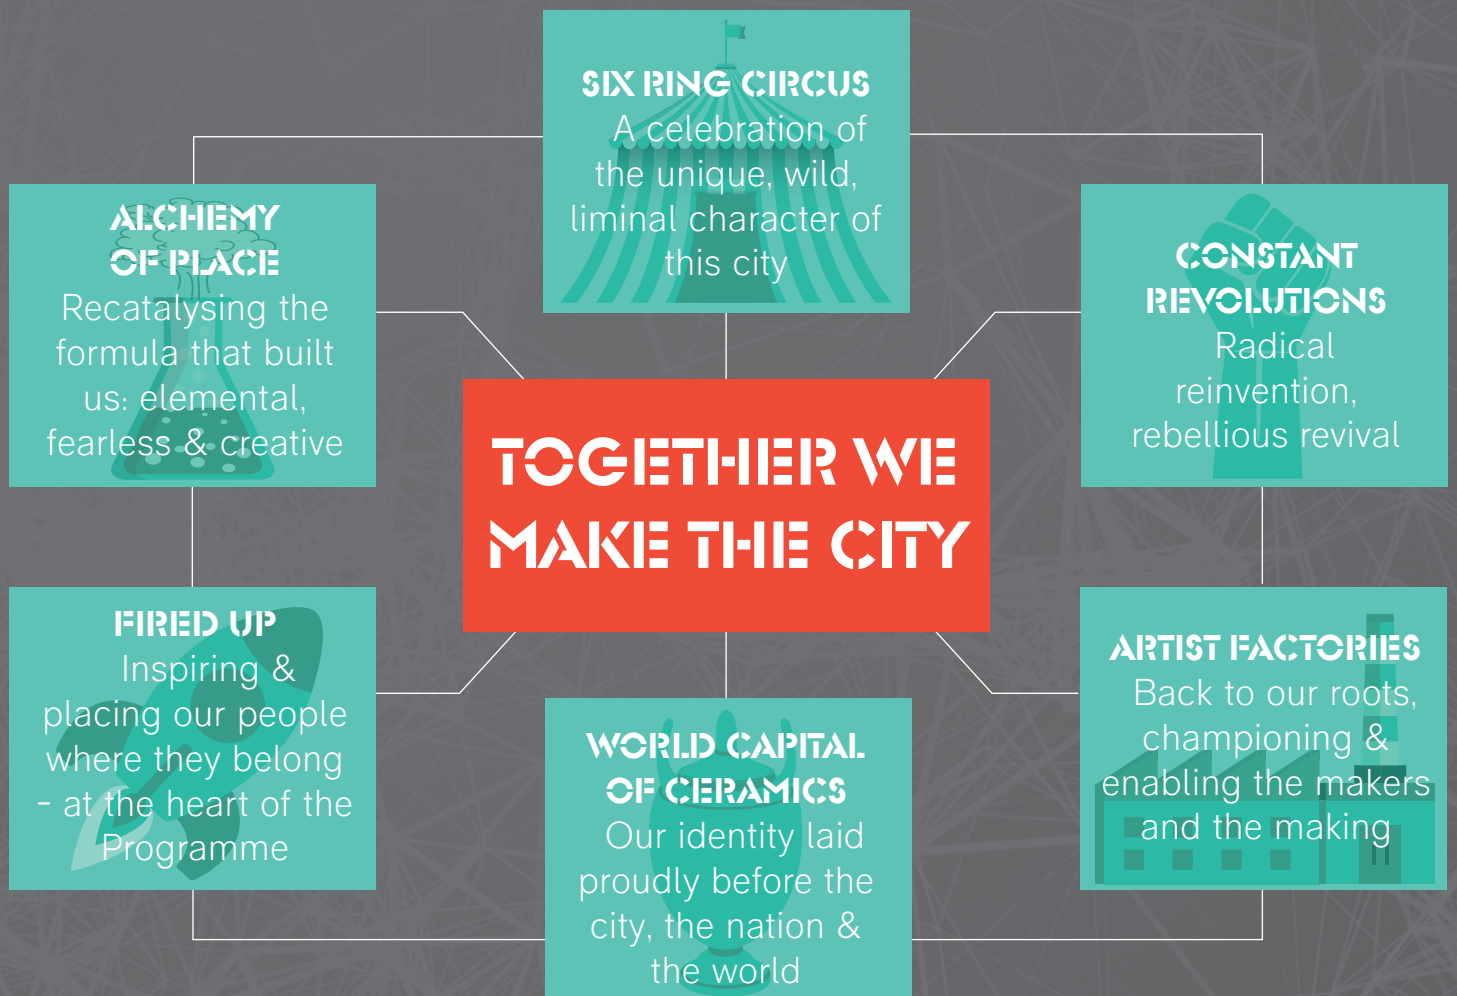 SIX RING CIRCUS
A celebration of
the unique, wild,
liminal character of
this city
ALCHEMY
OF PLACE
Recatalysing the
formula that built
us: elemental,
fearless & creative
CONSTANT
REVOLUTIONS
Radical
reinvention,
rebellious revival
TOGETHER WE
MAKE THE CITY
FIRED UP
Inspiring &
placing our people
where they belong
- at the heart of the
Programme
WORLD CAPITAL
OF CERAMICS
Our identity laid
proudly before the
city, the nation &
the world
ARTIST FACTORIES
Back to our roots,
championing &
enabling the makers
and the making